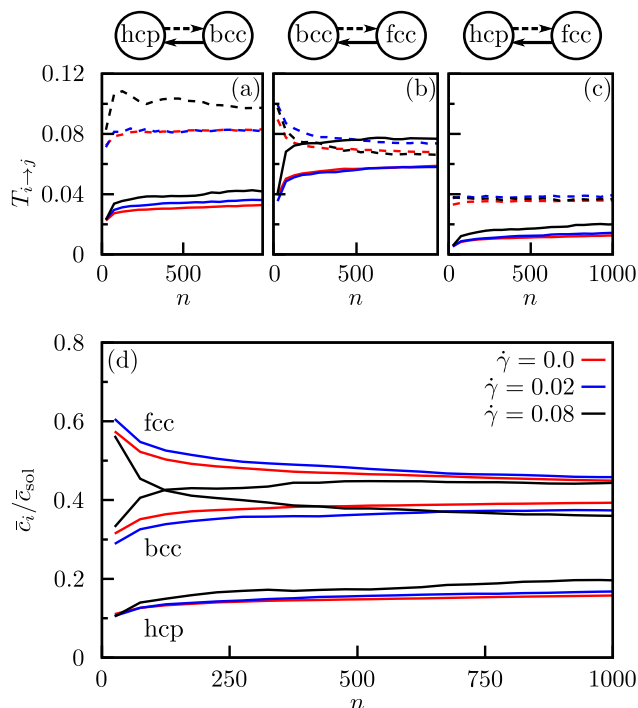 hcp bcc bcc fcc hcp fcc
(a) (b) (c)
0.12
0.08
0.04
0
T_{i→j}
0 500 0 500 0 500 1000
n n n
(d)
γ̇ = 0.0
γ̇ = 0.02
γ̇ = 0.08
fcc
bcc
hcp
0.8
0.6
0.4
0.2
0
c̄_i/c̄_sol
0 250 500 750 1000
n